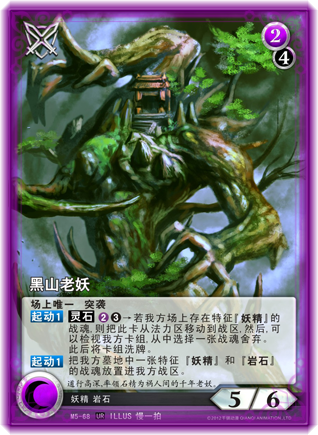 2
4
黑山老妖
场上唯一 突袭
起动1 灵石 2 3→若我方场上存在特征『妖精』的
战魂,则把此卡从法力区移动到战区,然后,可
以检视我方卡组,从中选择一张战魂舍弃。
此后将卡组洗牌。
起动1 把我方墓地中一张特征『妖精』和『岩石』
的战魂放置进我方战区。
道行高深,率领石精为祸人间的千年老妖。
妖精 岩石
5 / 6
M5-68 UR ILLUS 慢一拍